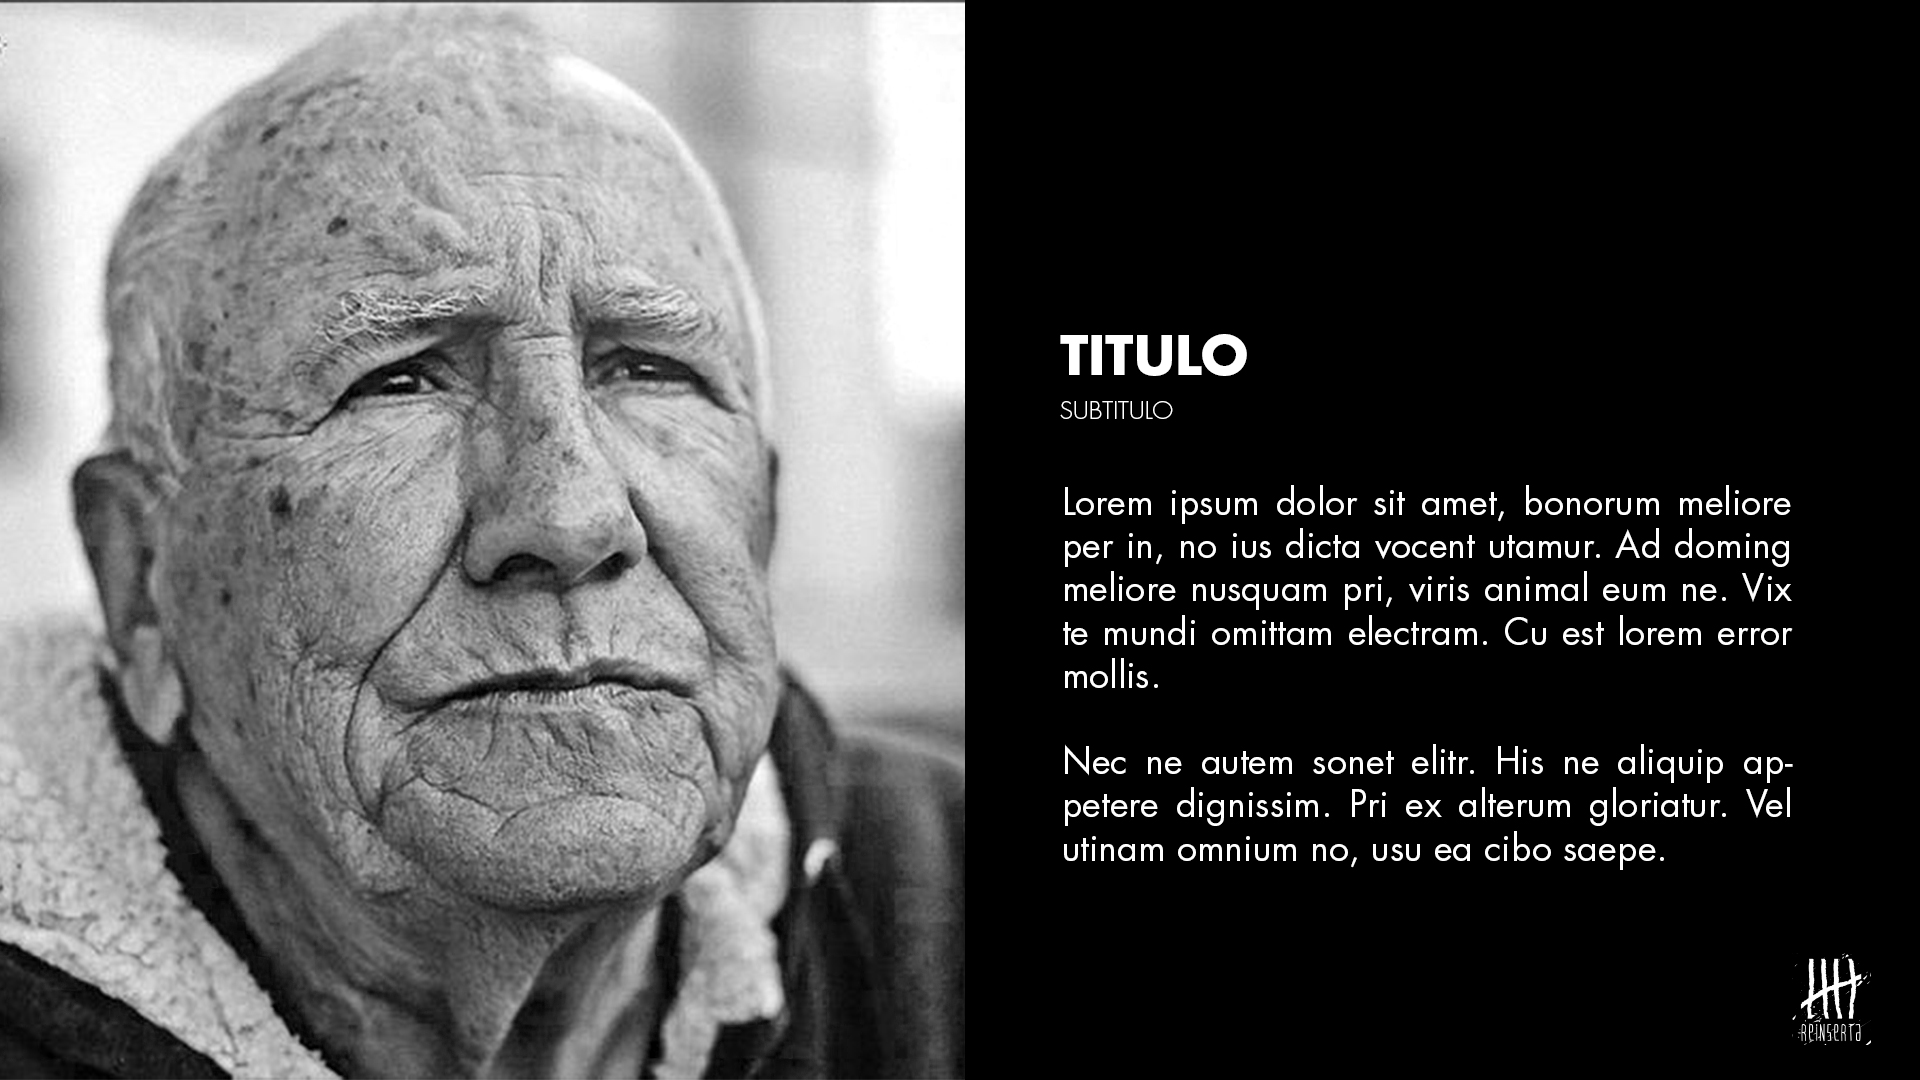 TITULO
SUBTITULO
Lorem ipsum dolor sit amet, bonorum meliore
per in, no ius dicta vocent utamur. Ad doming
meliore nusquam pri, viris animal eum ne. Vix
te mundi omittam electram. Cu est lorem error
mollis.
Nec ne autem sonet elitr. His ne aliquip ap-
petere dignissim. Pri ex alterum gloriatur. Vel
utinam omnium no, usu ea cibo saepe.
REINSERTA